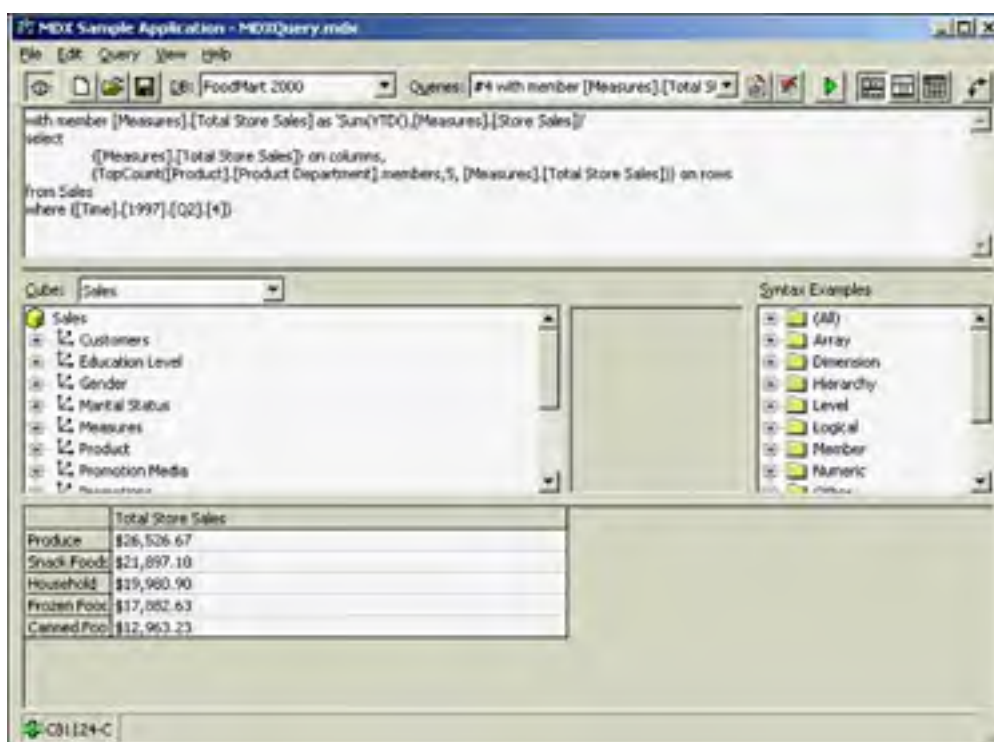 MDX Sample Application - MDXQuery.mdx
File Edit Query View Help
DB: FoodMart 2000 Queries: #4 with member [Measures].[Total St
with member [Measures].[Total Store Sales] as 'Sum(YTD(),[Measures].[Store Sales])'
select
{[Measures].[Total Store Sales]} on columns,
{TopCount([Product].[Product Department].members,5, [Measures].[Total Store Sales])} on rows
from Sales
where ([Time].[1997].[Q2].[4])
Cube: Sales Syntax Examples
Sales
Customers
Education Level
Gender
Marital Status
Measures
Product
Promotion Media
Promotions
(All)
Array
Dimension
Hierarchy
Level
Logical
Member
Numeric
Other
Total Store Sales
Produce $26,526.67
Snack Foods $21,897.10
Household $19,980.90
Frozen Food $17,882.63
Canned Foo $12,963.23
CB1124-C